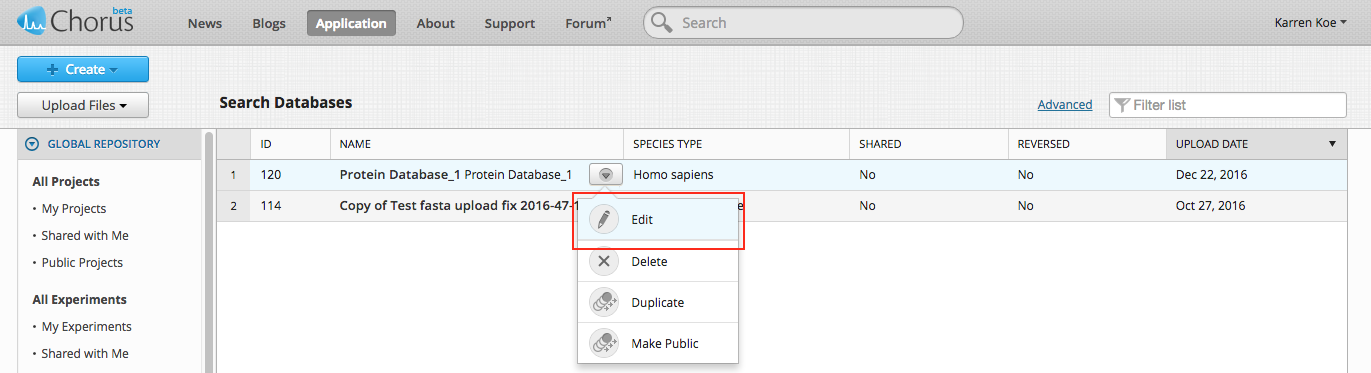 Chorus beta
News Blogs Application About Support Forum Search Karren Koe
+ Create
Upload Files Search Databases Advanced Filter list
GLOBAL REPOSITORY ID NAME SPECIES TYPE SHARED REVERSED UPLOAD DATE
1 120 Protein Database_1 Protein Database_1 Homo sapiens No No Dec 22, 2016
All Projects
2 114 Copy of Test fasta upload fix 2016-47-1 No No Oct 27, 2016
• My Projects
Edit
• Shared with Me
• Public Projects
Delete
All Experiments
Duplicate
• My Experiments
Make Public
• Shared with Me